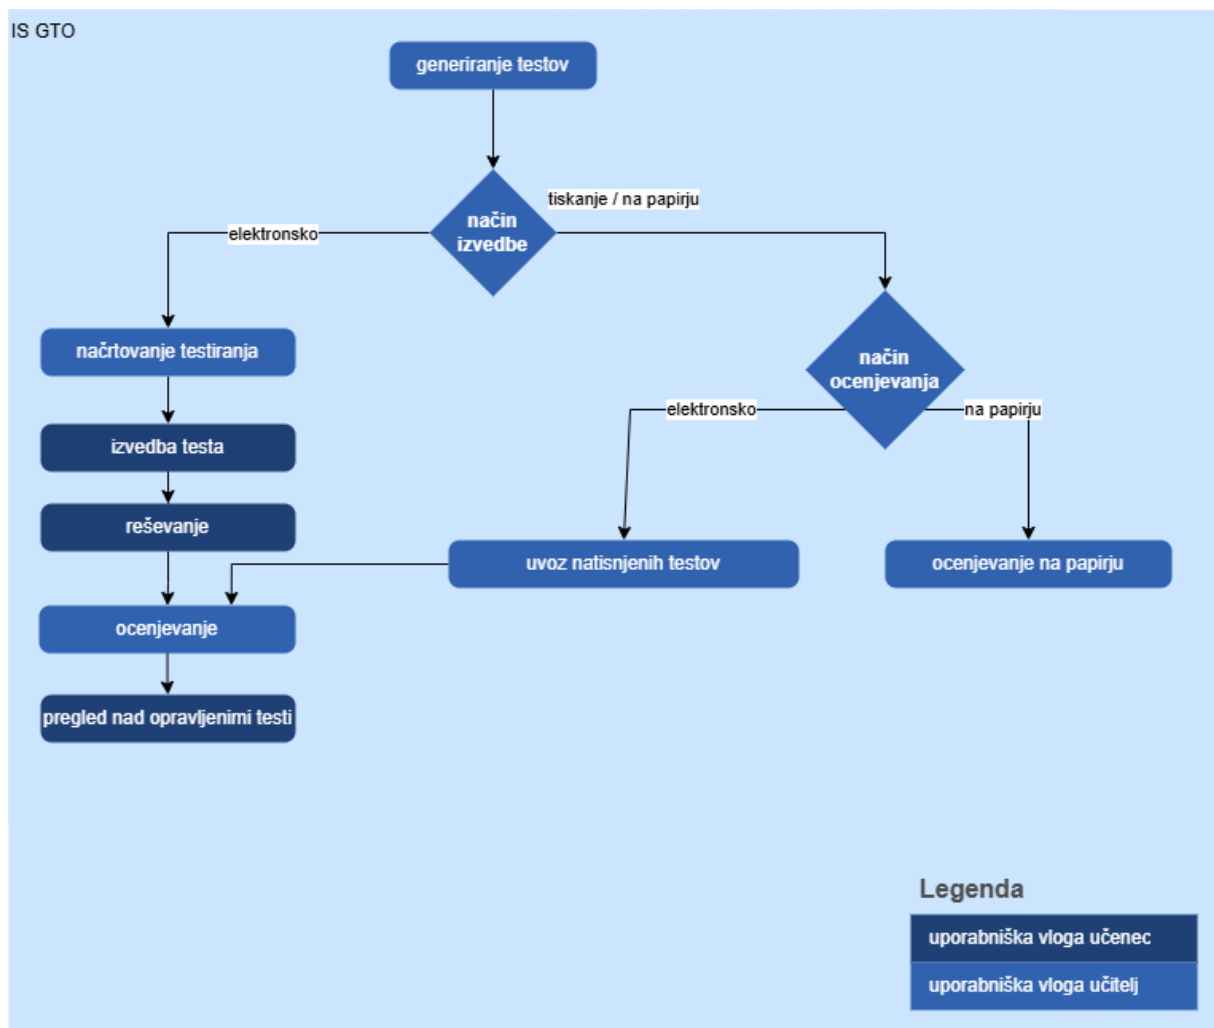 IS GTO
generiranje testov
tiskanje / na papirju
način
izvedbe
elektronsko
načrtovanje testiranja
način
ocenjevanja
elektronsko
na papirju
izvedba testa
reševanje
uvoz natisnjenih testov
ocenjevanje na papirju
ocenjevanje
pregled nad opravljenimi testi
Legenda
uporabniška vloga učenec
uporabniška vloga učitelj